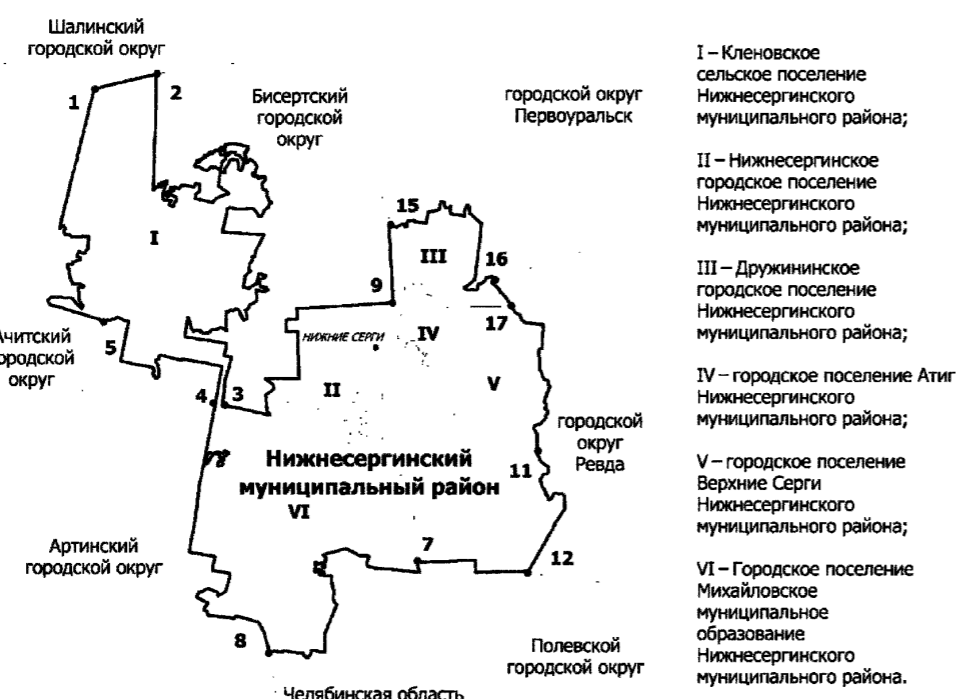 Шалинский
городской округ
1
2
Бисертский
городской
округ
городской округ
Первоуральск
I
15
III
16
9
17
НИЖНИЕ СЕРГИ
IV
Ачитский
городской
округ
5
4
3
II
V
городской
округ
Ревда
11
Нижнесергинский
муниципальный район
VI
Артинский
городской округ
7
12
8
Полевской
городской округ
Челябинская область
I – Кленовское
сельское поселение
Нижнесергинского
муниципального района;
II – Нижнесергинское
городское поселение
Нижнесергинского
муниципального района;
III – Дружининское
городское поселение
Нижнесергинского
муниципального района;
IV – городское поселение Атиг
Нижнесергинского
муниципального района;
V – городское поселение
Верхние Серги
Нижнесергинского
муниципального района;
VI – Городское поселение
Михайловское
муниципальное
образование
Нижнесергинского
муниципального района.